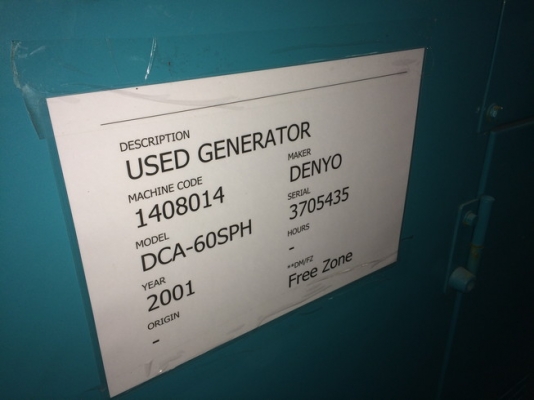 DESCRIPTION
USED GENERATOR
MACHINE CODE
1408014
MAKER
DENYO
MODEL
DCA-60SPH
SERIAL
3705435
YEAR
2001
HOURS
-
ORIGIN
-
**DM/FZ
Free Zone